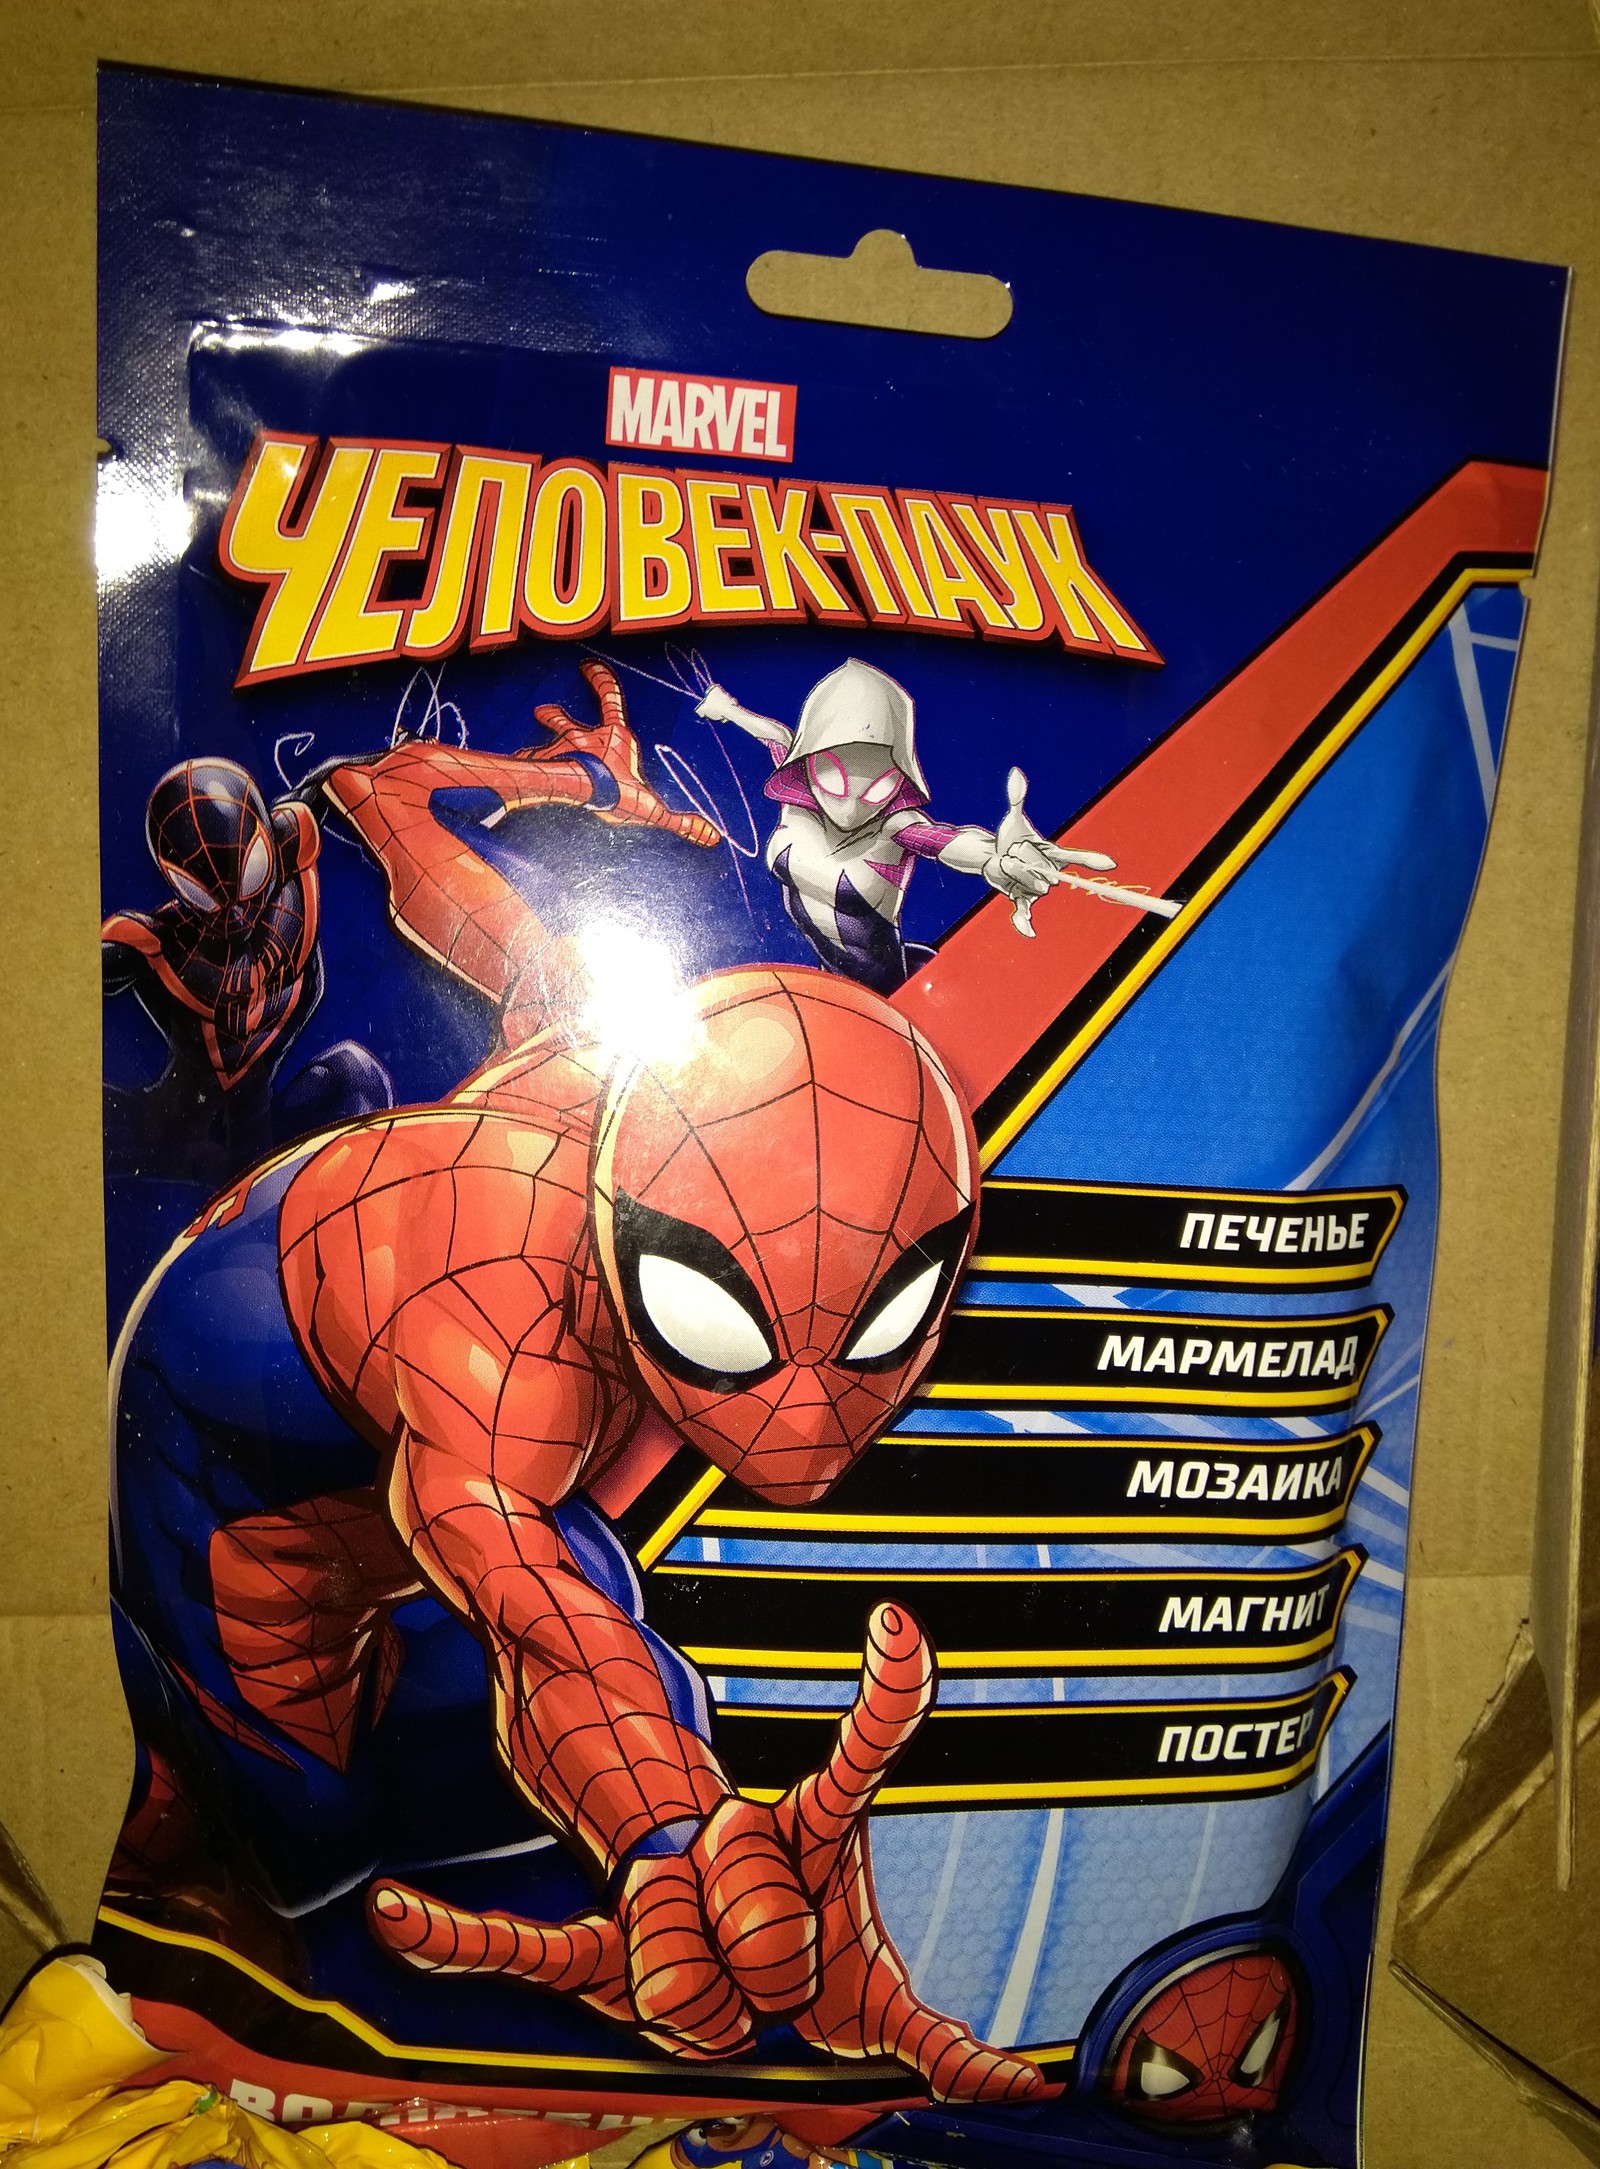 MARVEL
ЧЕЛОВЕК-ПАУК
ПЕЧЕНЬЕ
МАРМЕЛАД
МОЗАИКА
МАГНИТ
ПОСТЕР